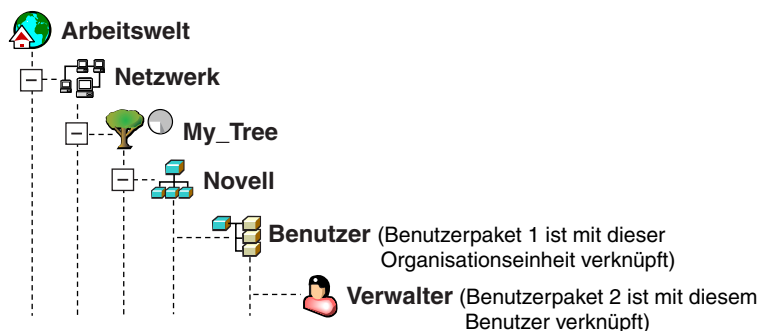 Arbeitswelt
Netzwerk
My_Tree
Novell
Benutzer (Benutzerpaket 1 ist mit dieser
Organisationseinheit verknüpft)
Verwalter (Benutzerpaket 2 ist mit diesem
Benutzer verknüpft)